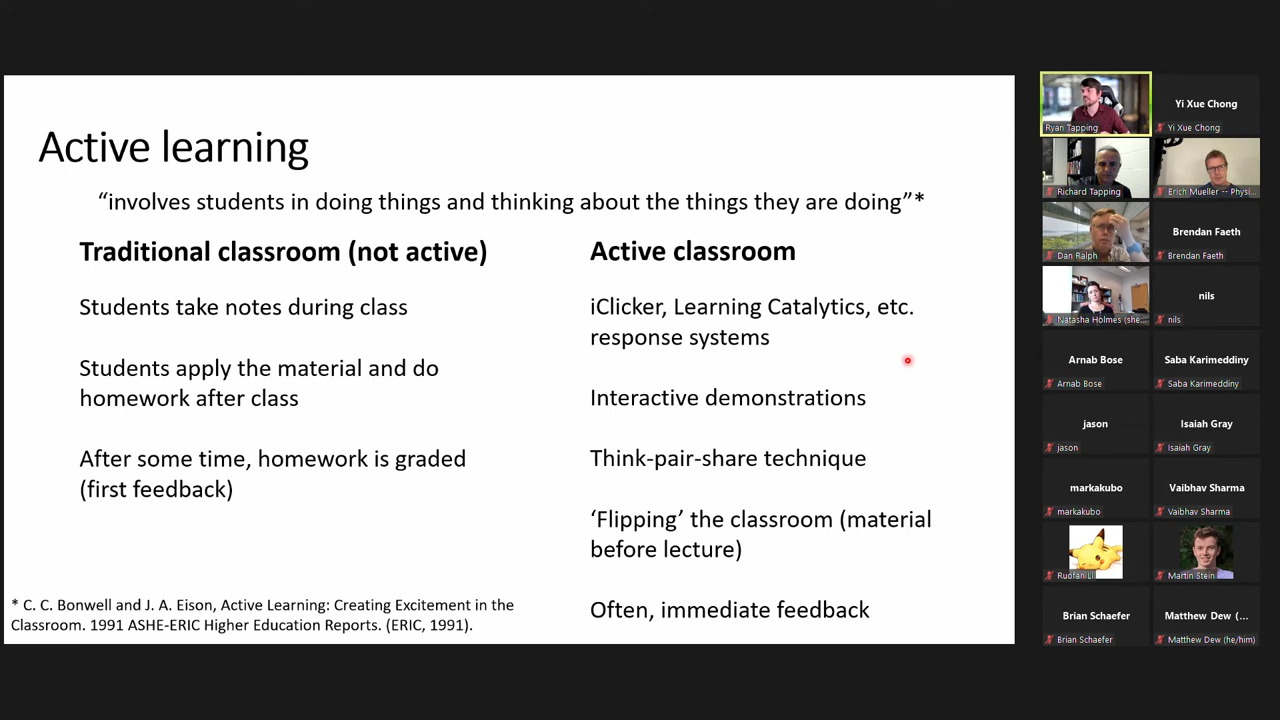 Active learning
“involves students in doing things and thinking about the things they are doing”*
Traditional classroom (not active)
Students take notes during class
Students apply the material and do
homework after class
After some time, homework is graded
(first feedback)
Active classroom
iClicker, Learning Catalytics, etc.
response systems
Interactive demonstrations
Think-pair-share technique
‘Flipping’ the classroom (material
before lecture)
Often, immediate feedback
* C. C. Bonwell and J. A. Eison, Active Learning: Creating Excitement in the
Classroom. 1991 ASHE-ERIC Higher Education Reports. (ERIC, 1991).
Ryan Tapping
Yi Xue Chong
Yi Xue Chong
Richard Tapping
Erich Mueller -- Physi...
Dan Ralph
Brendan Faeth
Brendan Faeth
Natasha Holmes (she...
nils
nils
Arnab Bose
Arnab Bose
Saba Karimeddiny
Saba Karimeddiny
jason
jason
Isaiah Gray
Isaiah Gray
markakubo
markakubo
Vaibhav Sharma
Vaibhav Sharma
Ruofan Li
Martin Stein
Brian Schaefer
Brian Schaefer
Matthew Dew (...
Matthew Dew (he/him)